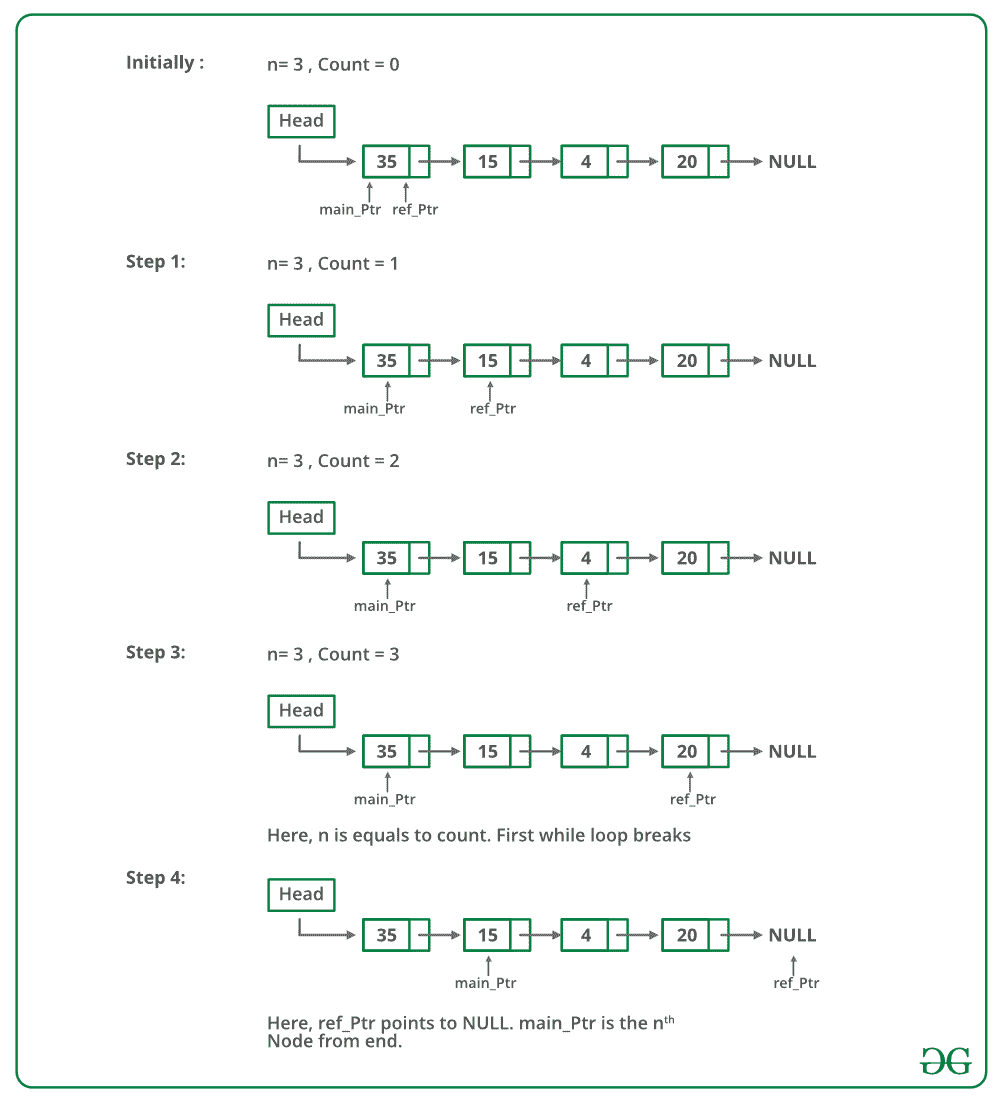 Initially : n= 3 , Count = 0
Head
35 15 4 20 NULL
main_Ptr ref_Ptr
Step 1: n= 3 , Count = 1
Head
35 15 4 20 NULL
main_Ptr ref_Ptr
Step 2: n= 3 , Count = 2
Head
35 15 4 20 NULL
main_Ptr ref_Ptr
Step 3: n= 3 , Count = 3
Head
35 15 4 20 NULL
main_Ptr ref_Ptr
Here, n is equals to count. First while loop breaks
Step 4:
Head
35 15 4 20 NULL
main_Ptr ref_Ptr
Here, ref_Ptr points to NULL. main_Ptr is the nth
Node from end.